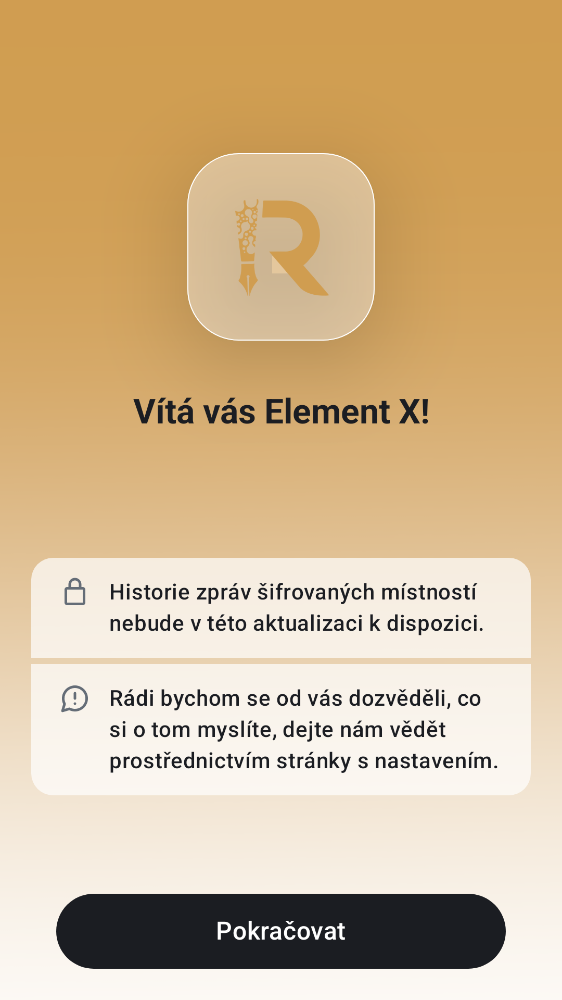 Vítá vás Element X!
Historie zpráv šifrovaných místností
nebude v této aktualizaci k dispozici.
Rádi bychom se od vás dozvěděli, co
si o tom myslíte, dejte nám vědět
prostřednictvím stránky s nastavením.
Pokračovat